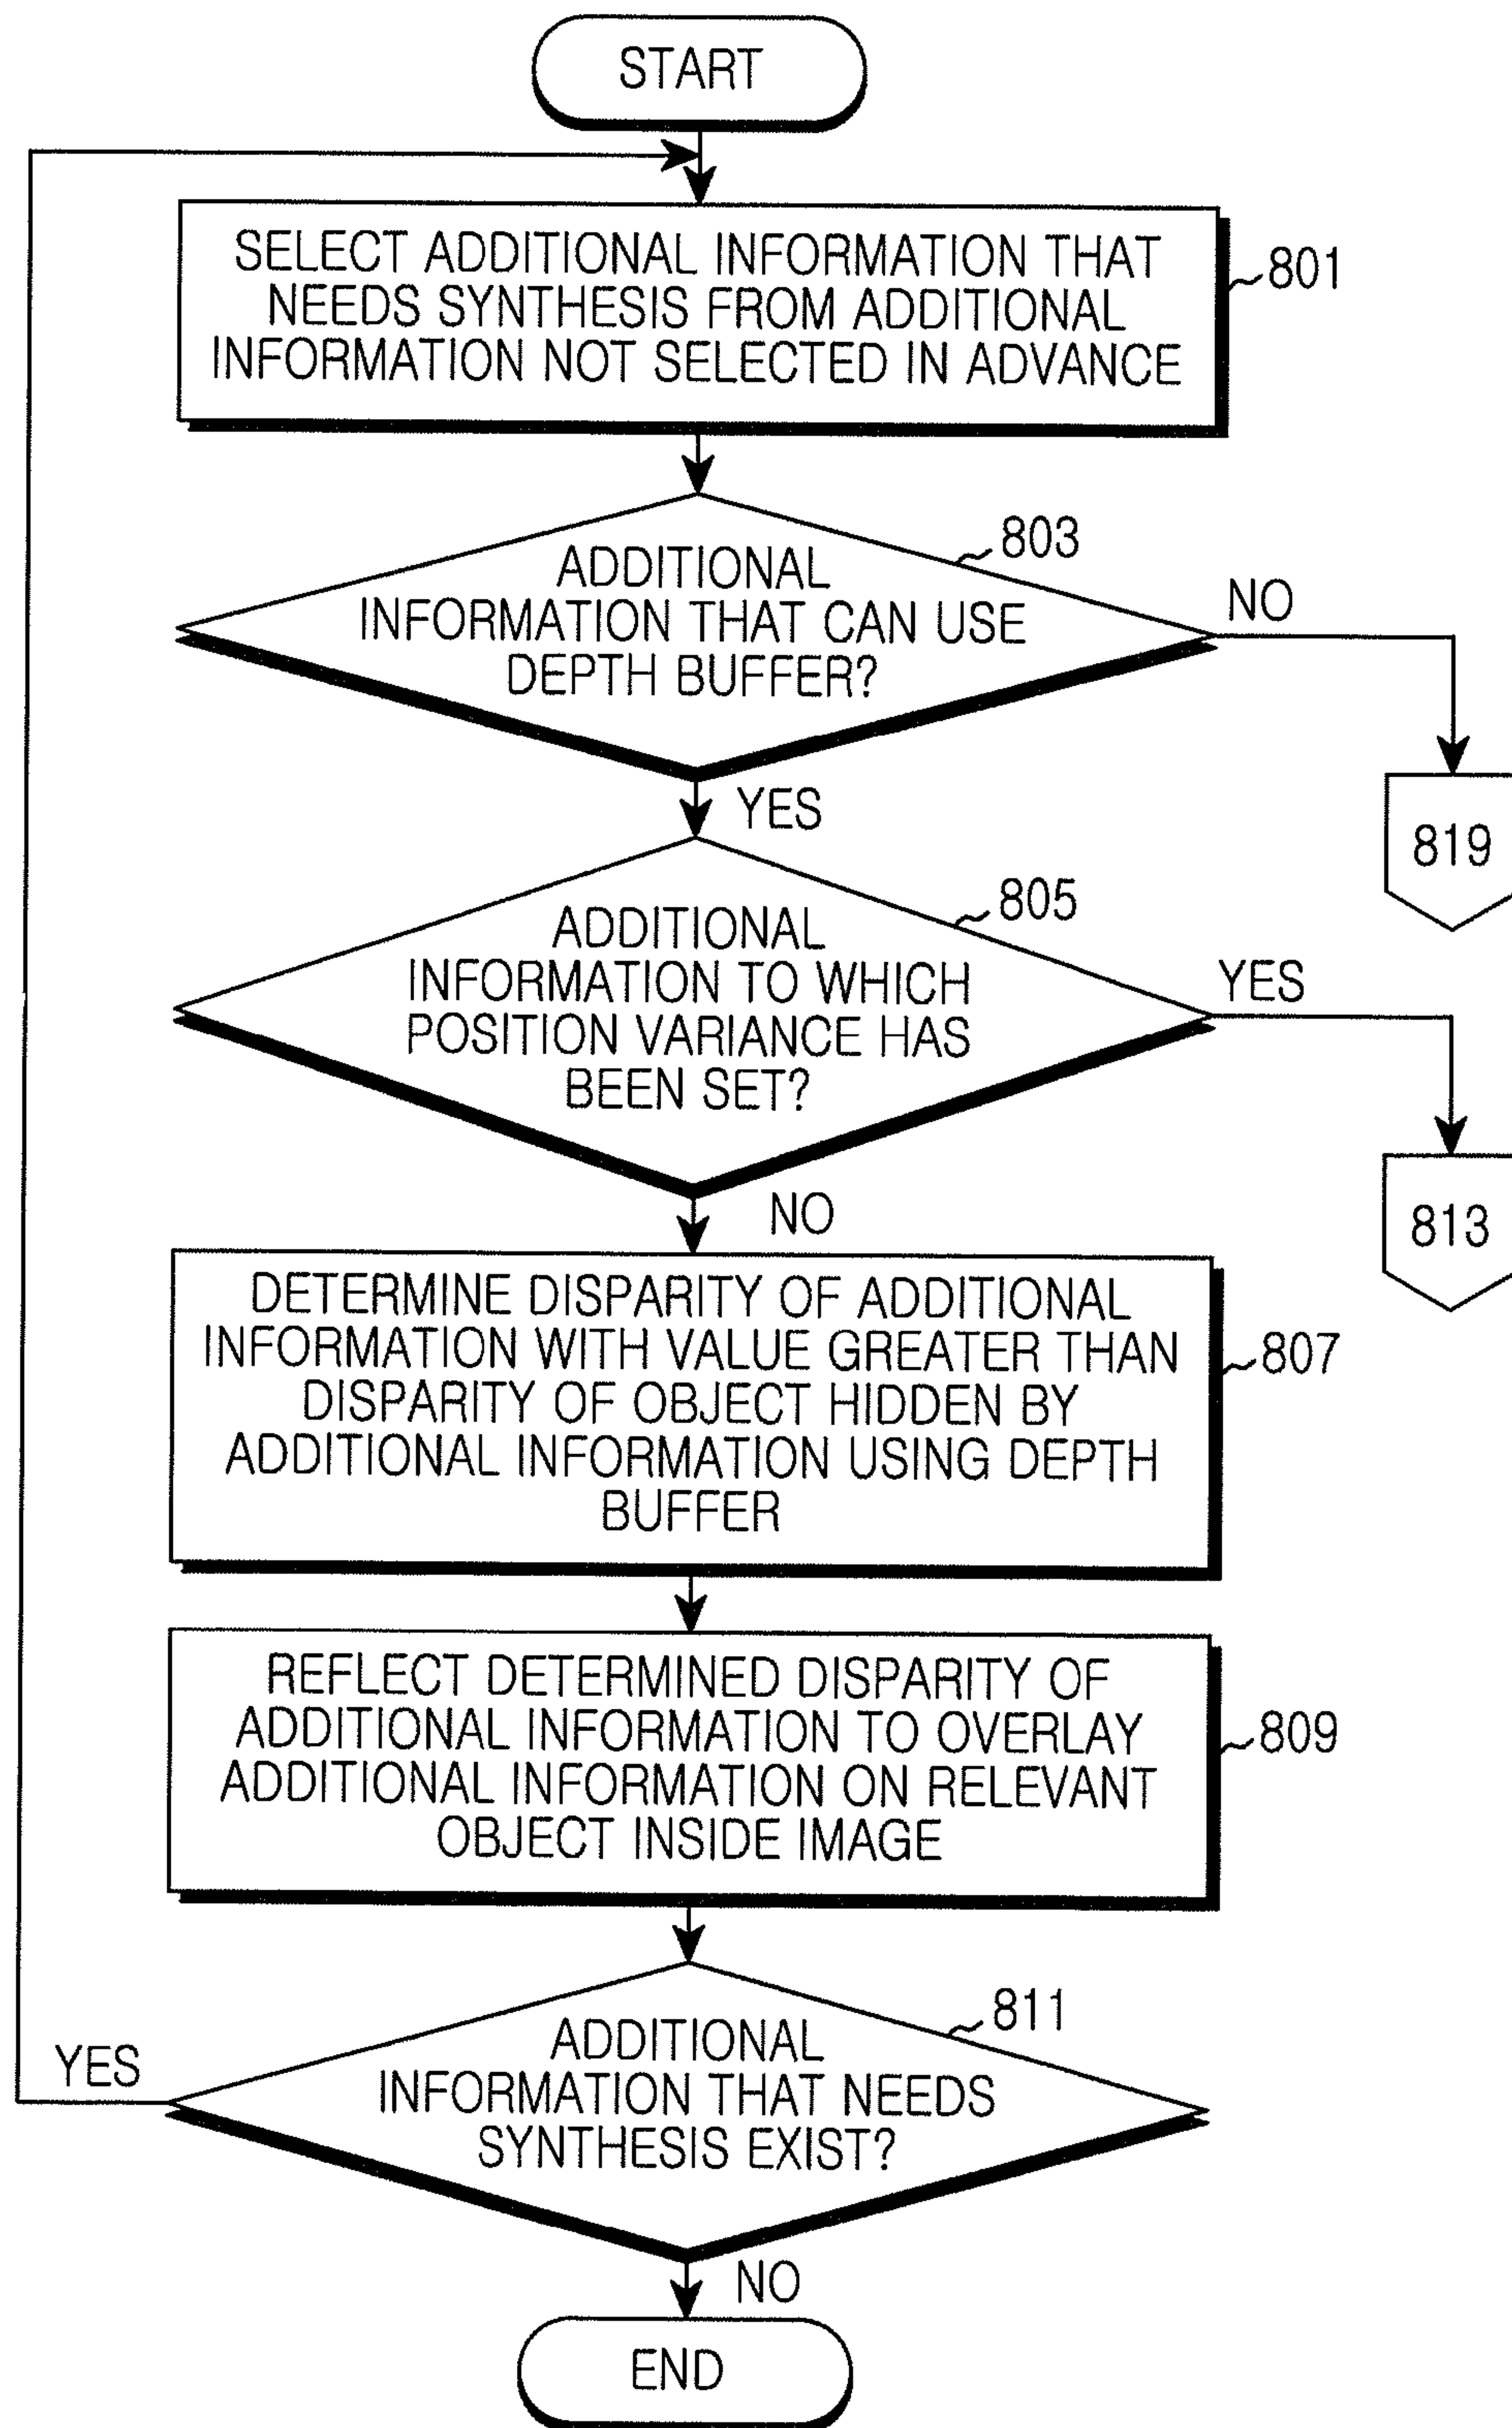 START
SELECT ADDITIONAL INFORMATION THAT
NEEDS SYNTHESIS FROM ADDITIONAL
INFORMATION NOT SELECTED IN ADVANCE
801
ADDITIONAL
INFORMATION THAT CAN USE
DEPTH BUFFER?
803
NO
819
YES
ADDITIONAL
INFORMATION TO WHICH
POSITION VARIANCE HAS
BEEN SET?
805
YES
813
NO
DETERMINE DISPARITY OF ADDITIONAL
INFORMATION WITH VALUE GREATER THAN
DISPARITY OF OBJECT HIDDEN BY
ADDITIONAL INFORMATION USING DEPTH
BUFFER
807
REFLECT DETERMINED DISPARITY OF
ADDITIONAL INFORMATION TO OVERLAY
ADDITIONAL INFORMATION ON RELEVANT
OBJECT INSIDE IMAGE
809
ADDITIONAL
INFORMATION THAT NEEDS
SYNTHESIS EXIST?
811
YES
NO
END